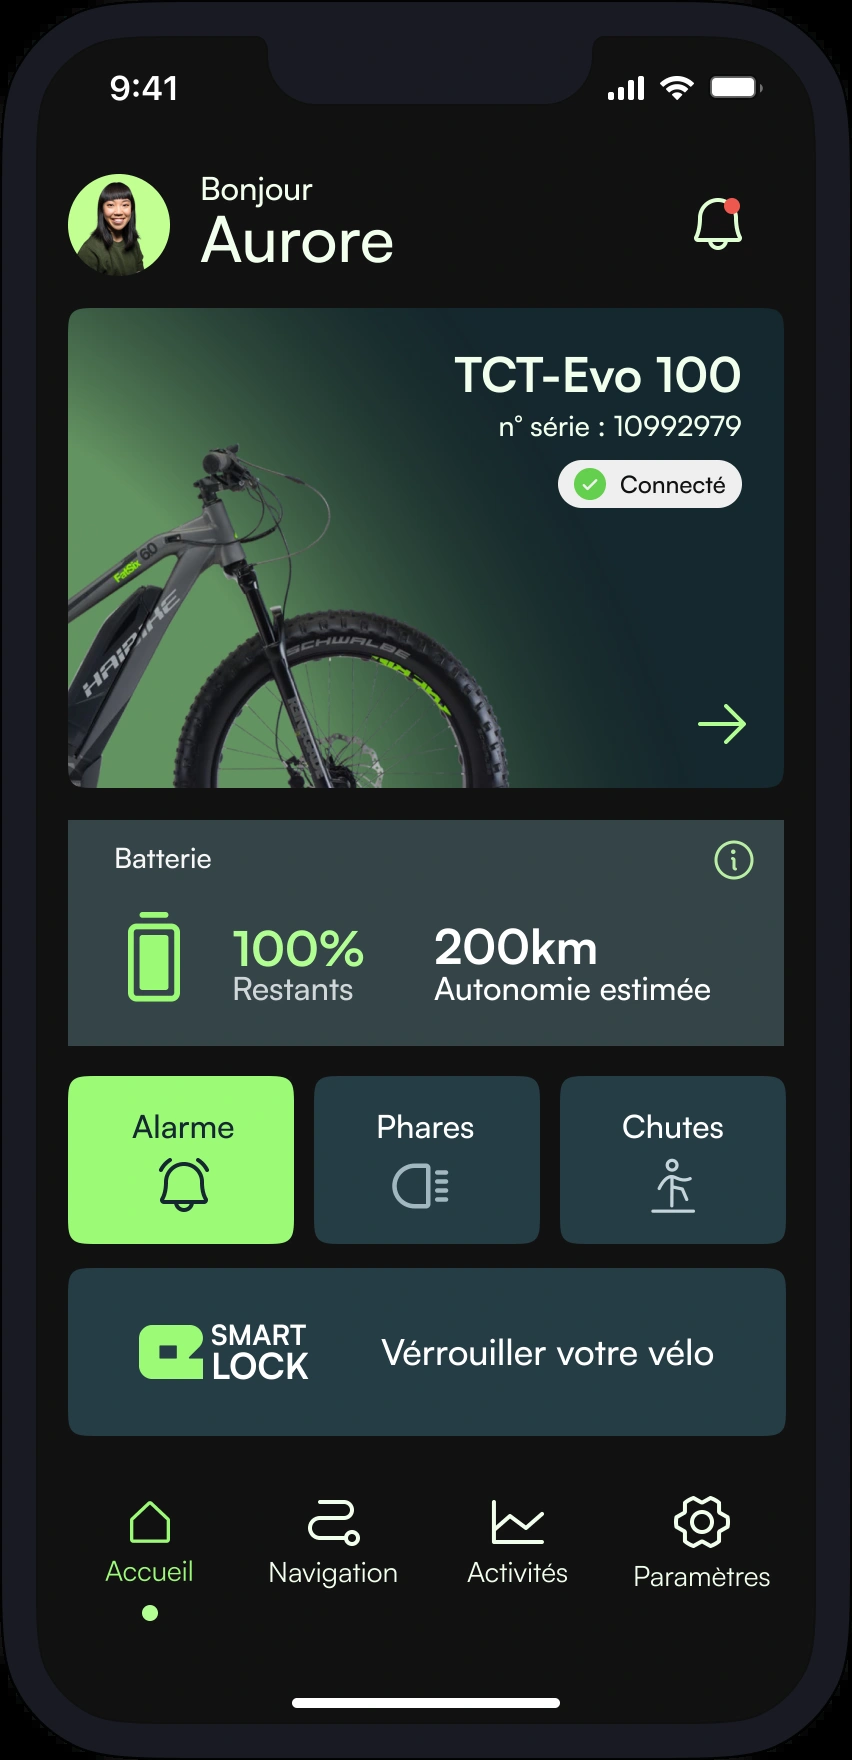 9:41
Bonjour
Aurore
TCT-Evo 100
n° série : 10992979
Connecté
FatSix 60
HAIBIKE
SCHWALBE
Batterie
100%
Restants
200km
Autonomie estimée
Alarme
Phares
Chutes
SMART
LOCK
Vérrouiller votre vélo
Accueil
Navigation
Activités
Paramètres